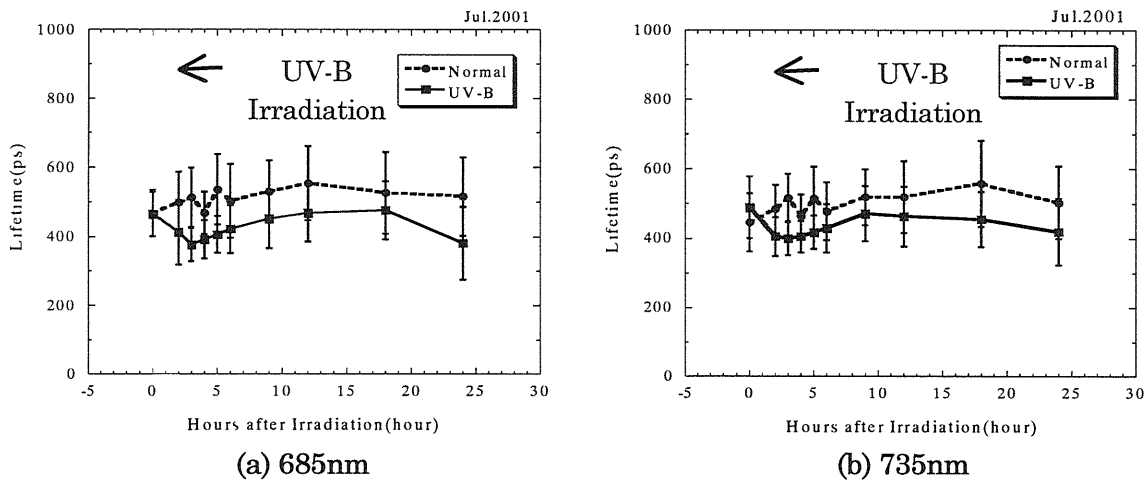 Jul.2001
1000
800
600
400
200
0
Lifetime(ps)
UV-B
Irradiation
Normal
UV-B
-5 0 5 10 15 20 25 30
Hours after Irradiation(hour)
(a) 685nm
Jul.2001
1000
800
600
400
200
0
Lifetime(ps)
UV-B
Irradiation
Normal
UV-B
-5 0 5 10 15 20 25 30
Hours after Irradiation(hour)
(b) 735nm